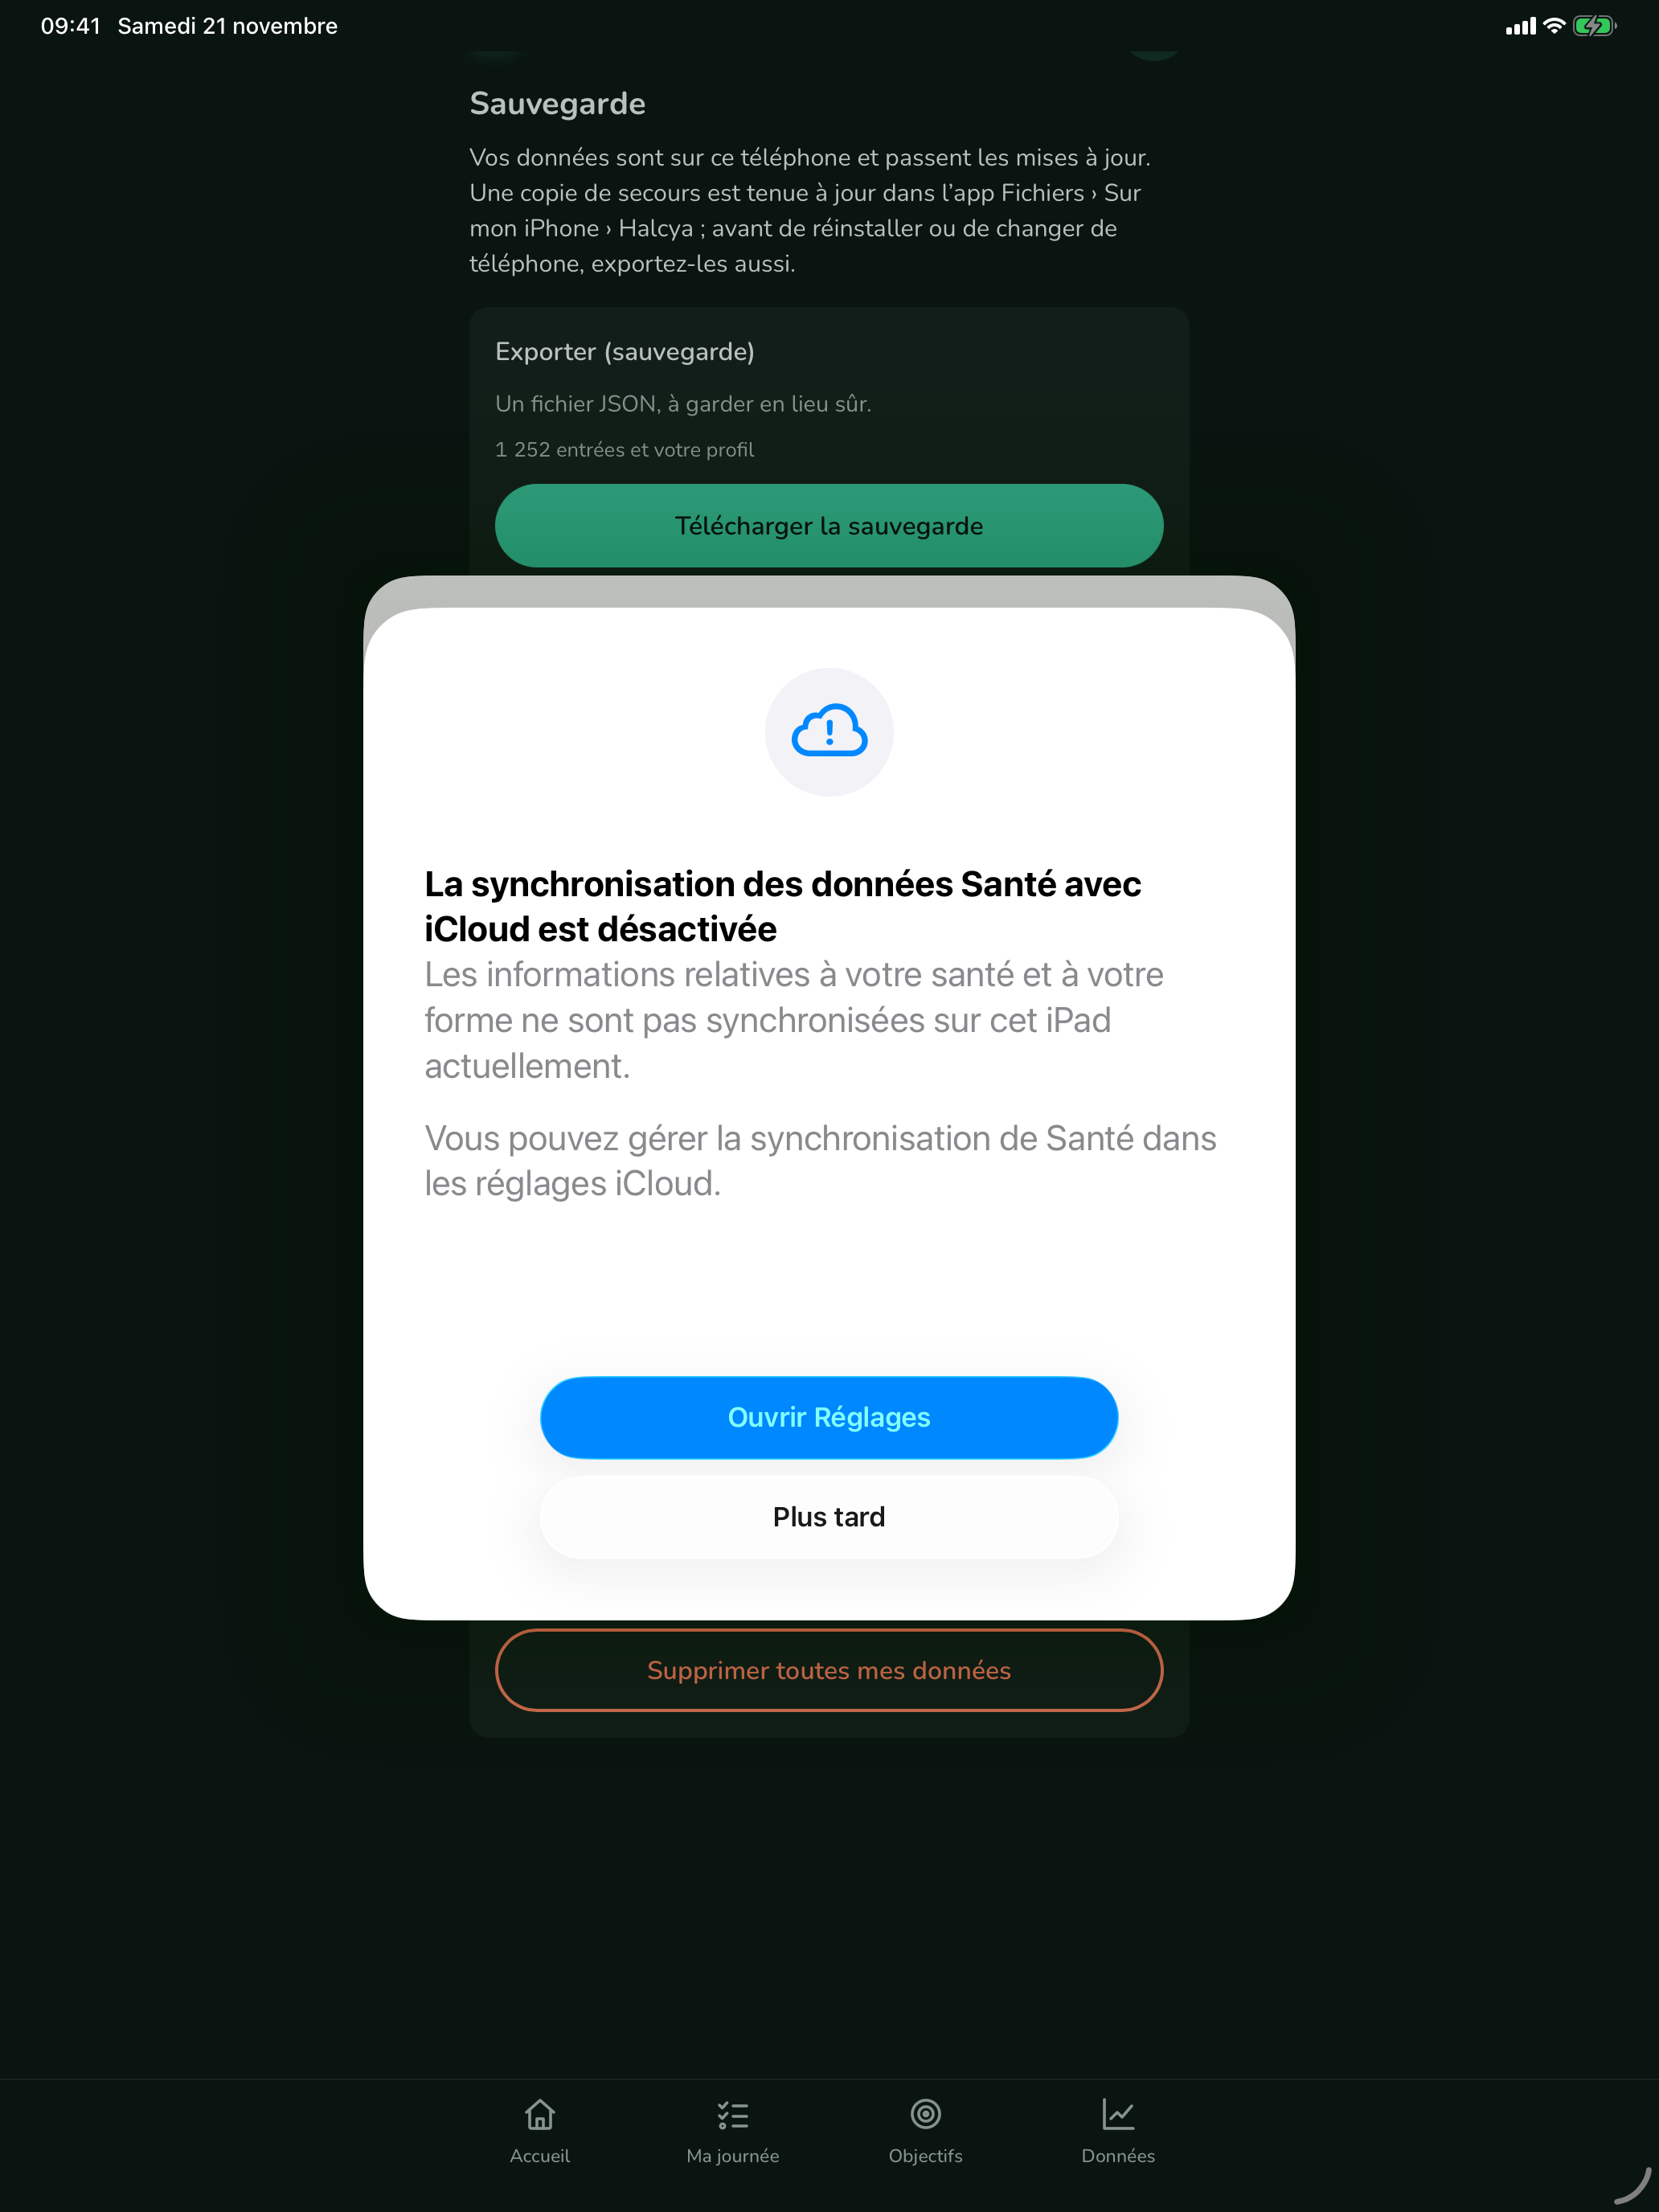 09:41 Samedi 21 novembre
Sauvegarde
Vos données sont sur ce téléphone et passent les mises à jour.
Une copie de secours est tenue à jour dans l’app Fichiers › Sur
mon iPhone › Halcya ; avant de réinstaller ou de changer de
téléphone, exportez-les aussi.
Exporter (sauvegarde)
Un fichier JSON, à garder en lieu sûr.
1 252 entrées et votre profil
Télécharger la sauvegarde
La synchronisation des données Santé avec
iCloud est désactivée
Les informations relatives à votre santé et à votre
forme ne sont pas synchronisées sur cet iPad
actuellement.
Vous pouvez gérer la synchronisation de Santé dans
les réglages iCloud.
Ouvrir Réglages
Plus tard
Supprimer toutes mes données
Accueil
Ma journée
Objectifs
Données